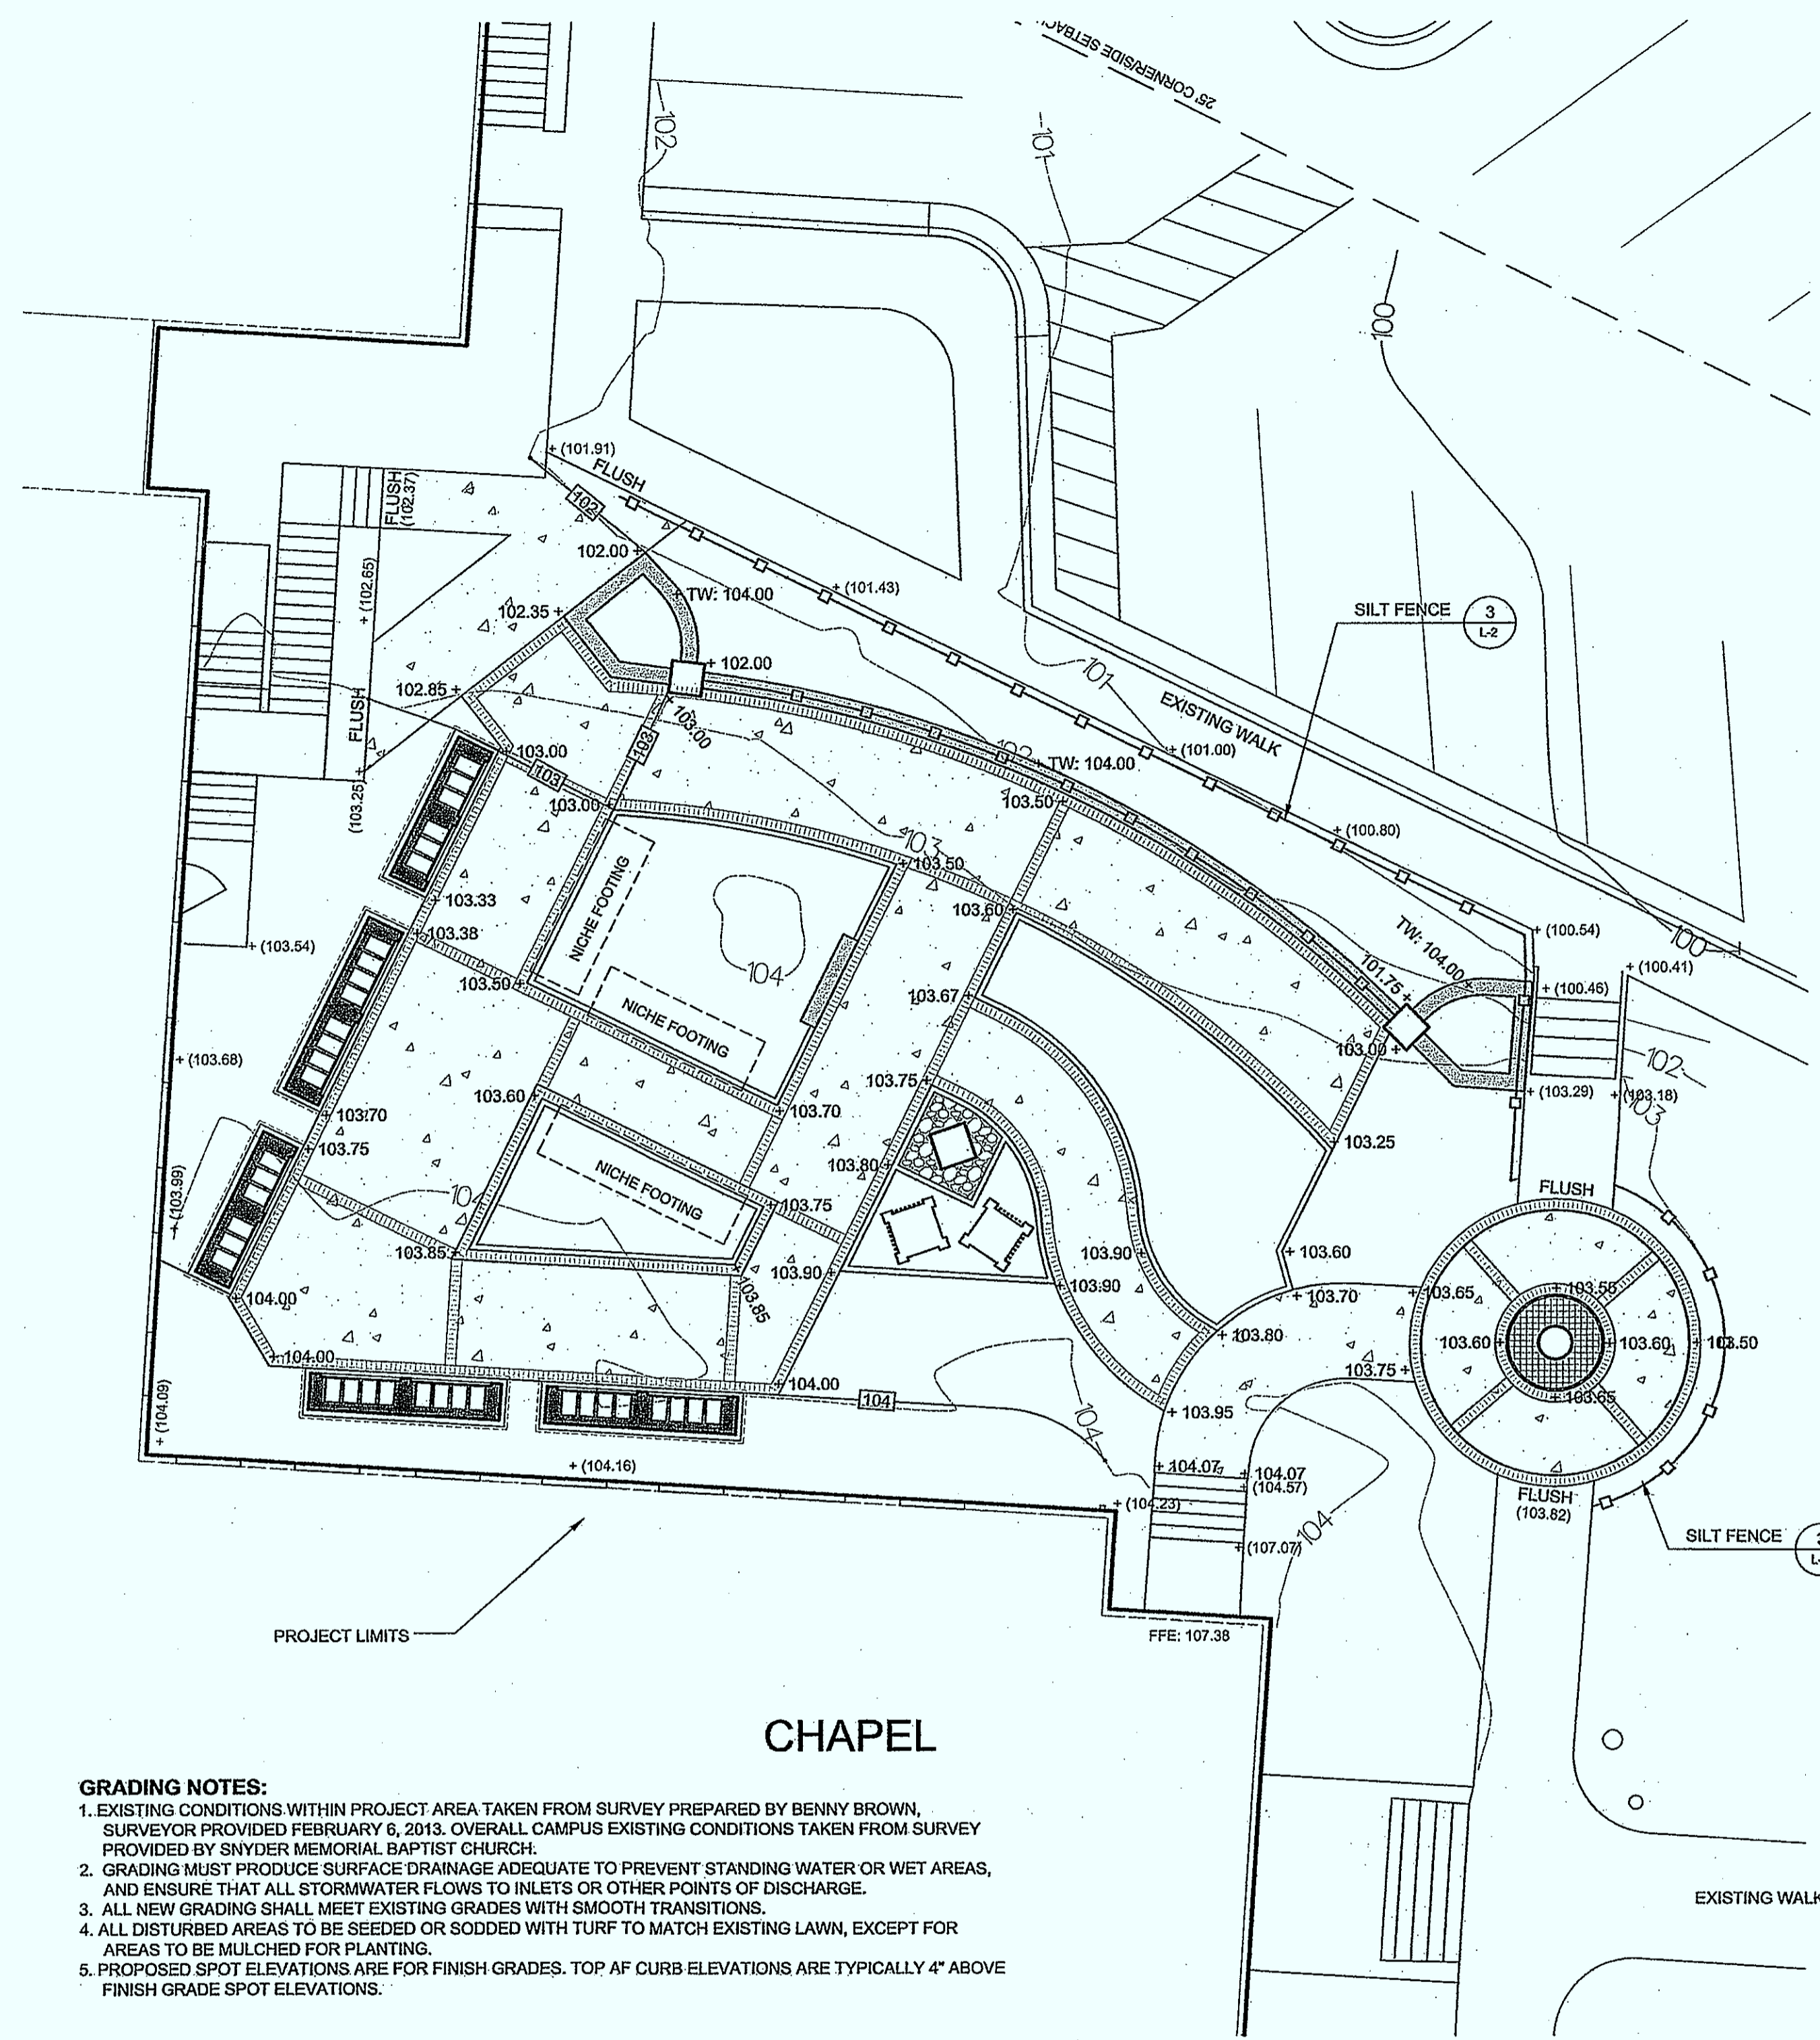 25' CORNER/SIDE SETBACK
102
101
100
+ (101.91)
FLUSH
102
FLUSH
(102.37)
102.00 +
+ (101.43)
+ TW: 104.00
SILT FENCE
3
L-2
+ (102.65)
102.35 +
+ 102.00
102.85 +
101
FLUSH
103.00
103
EXISTING WALK
+ (101.00)
+ 103.00
103
+ TW: 104.00
103.00 +
103.50 +
(103.25) +
+ (100.80)
103
+ 103.50
NICHE FOOTING
+ 103.33
103.60 +
+ 103.38
TW: 104.00
+ (100.54)
100
+ (103.54)
104
101.75 +
+ (100.41)
103.50 +
103.67 +
+ (100.46)
NICHE FOOTING
103.00 +
+ (103.68)
102
103.75 +
+ (103.29)
+ (103.18)
103
103.60 +
+ 103.70
+ 103.70
+ 103.75
+ 103.25
103.80 +
NICHE FOOTING
+ (103.99)
FLUSH
+ 103.75
103.85 +
103.90 +
+ 103.60
103.90 +
+ 103.90
103.85
+ 104.00
+ 103.70
+ 103.65
+ 103.55
+ 103.80
103.60 +
+ 103.60
+ 103.50
+ 104.00
103.75 +
+ 104.00
104
+ 103.65
+ 103.95
104
+ (104.09)
+ (104.16)
+ 104.07
+ 104.07
(104.57)
+ (104.23)
FLUSH
(103.82)
104
+ (107.07)
SILT FENCE
PROJECT LIMITS
FFE: 107.38
CHAPEL
GRADING NOTES:
1. EXISTING CONDITIONS WITHIN PROJECT AREA TAKEN FROM SURVEY PREPARED BY BENNY BROWN,
SURVEYOR PROVIDED FEBRUARY 6, 2013. OVERALL CAMPUS EXISTING CONDITIONS TAKEN FROM SURVEY
PROVIDED BY SNYDER MEMORIAL BAPTIST CHURCH.
2. GRADING MUST PRODUCE SURFACE DRAINAGE ADEQUATE TO PREVENT STANDING WATER OR WET AREAS,
AND ENSURE THAT ALL STORMWATER FLOWS TO INLETS OR OTHER POINTS OF DISCHARGE.
3. ALL NEW GRADING SHALL MEET EXISTING GRADES WITH SMOOTH TRANSITIONS.
4. ALL DISTURBED AREAS TO BE SEEDED OR SODDED WITH TURF TO MATCH EXISTING LAWN, EXCEPT FOR
AREAS TO BE MULCHED FOR PLANTING.
5. PROPOSED SPOT ELEVATIONS ARE FOR FINISH GRADES. TOP AF CURB ELEVATIONS ARE TYPICALLY 4" ABOVE
FINISH GRADE SPOT ELEVATIONS.
EXISTING WALK